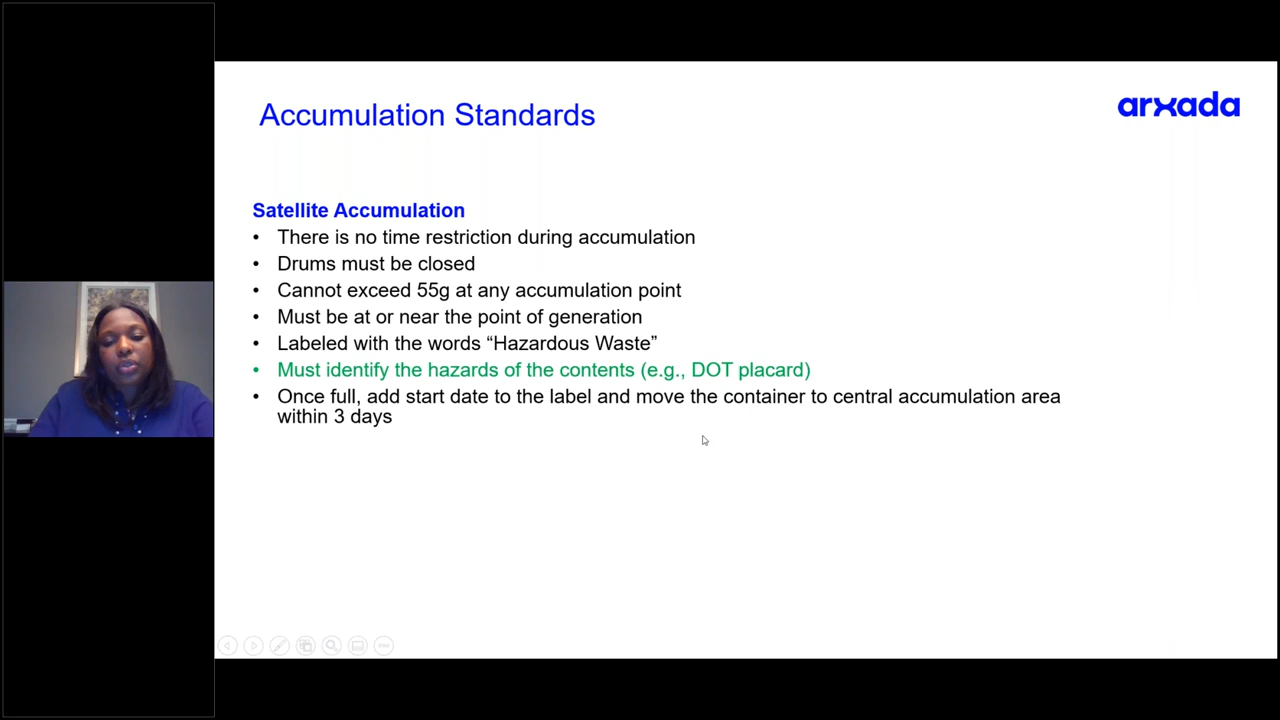 Accumulation Standards
arxada
Satellite Accumulation
• There is no time restriction during accumulation
• Drums must be closed
• Cannot exceed 55g at any accumulation point
• Must be at or near the point of generation
• Labeled with the words “Hazardous Waste”
• Must identify the hazards of the contents (e.g., DOT placard)
• Once full, add start date to the label and move the container to central accumulation area
within 3 days